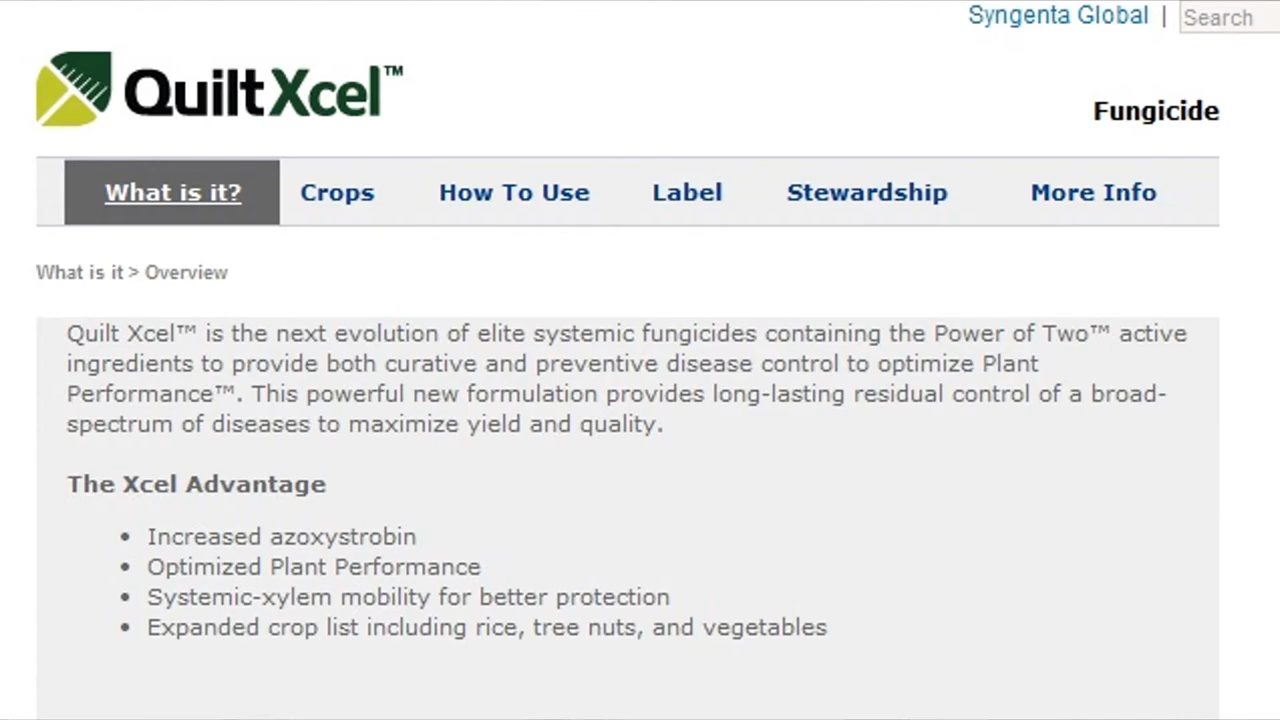 Syngenta Global | Search
QuiltXcel™
Fungicide
What is it? Crops How To Use Label Stewardship More Info
What is it > Overview
Quilt Xcel™ is the next evolution of elite systemic fungicides containing the Power of Two™ active
ingredients to provide both curative and preventive disease control to optimize Plant
Performance™. This powerful new formulation provides long-lasting residual control of a broad-
spectrum of diseases to maximize yield and quality.
The Xcel Advantage
• Increased azoxystrobin
• Optimized Plant Performance
• Systemic-xylem mobility for better protection
• Expanded crop list including rice, tree nuts, and vegetables